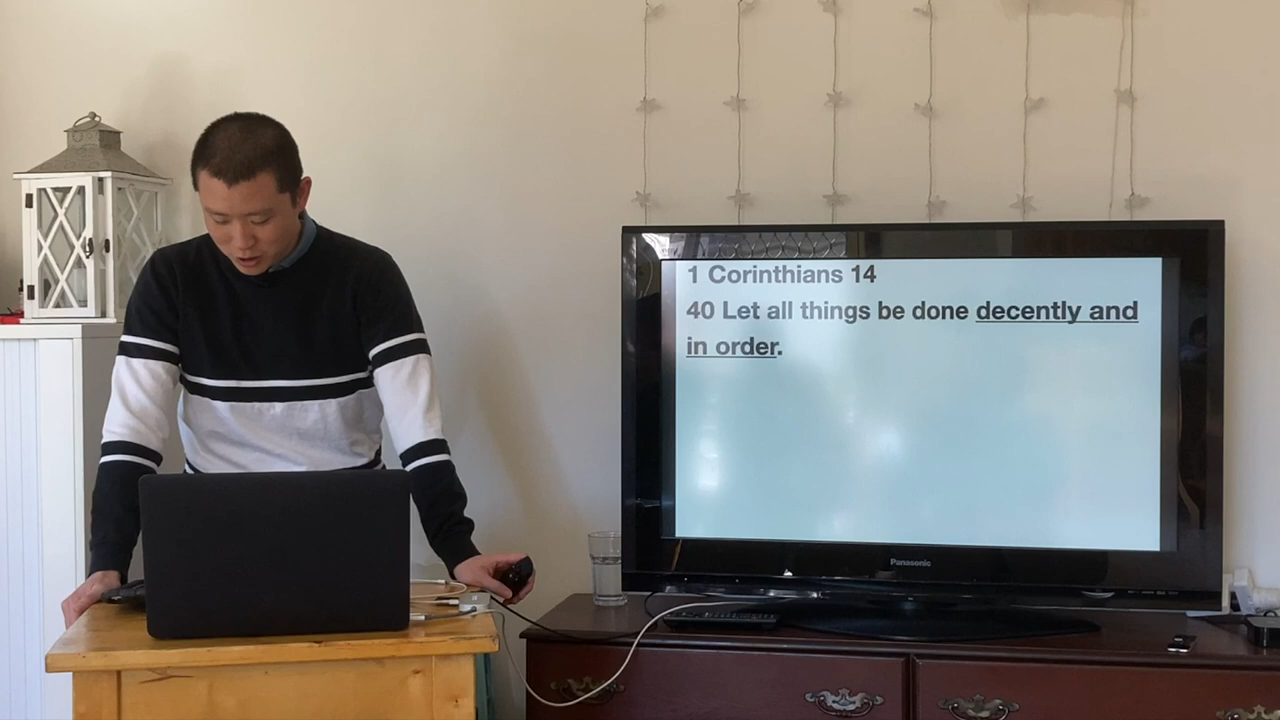 1 Corinthians 14
40 Let all things be done decently and
in order.
Panasonic